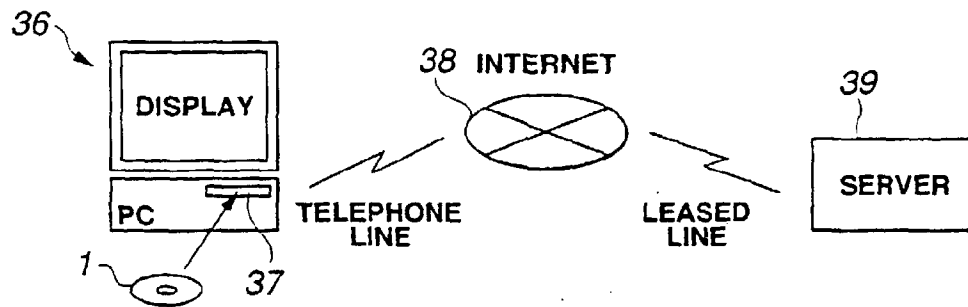 36
DISPLAY
PC
37
1
TELEPHONE
LINE
38
INTERNET
LEASED
LINE
39
SERVER